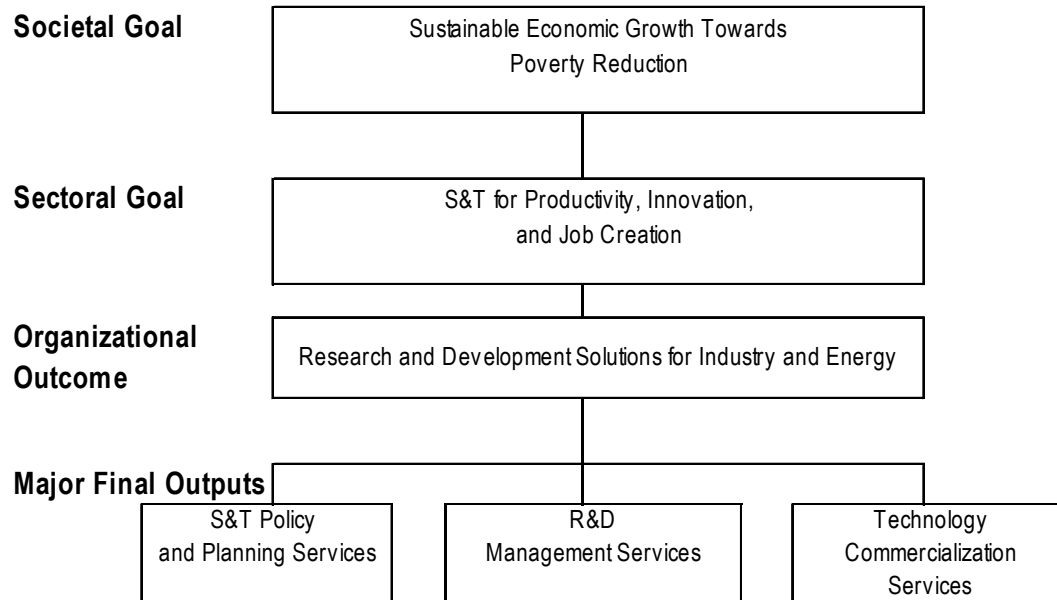 Societal Goal
Sustainable Economic Growth Towards
Poverty Reduction
Sectoral Goal
S&T for Productivity, Innovation,
and Job Creation
Organizational
Outcome
Research and Development Solutions for Industry and Energy
Major Final Outputs
S&T Policy
and Planning Services
R&D
Management Services
Technology
Commercialization
Services